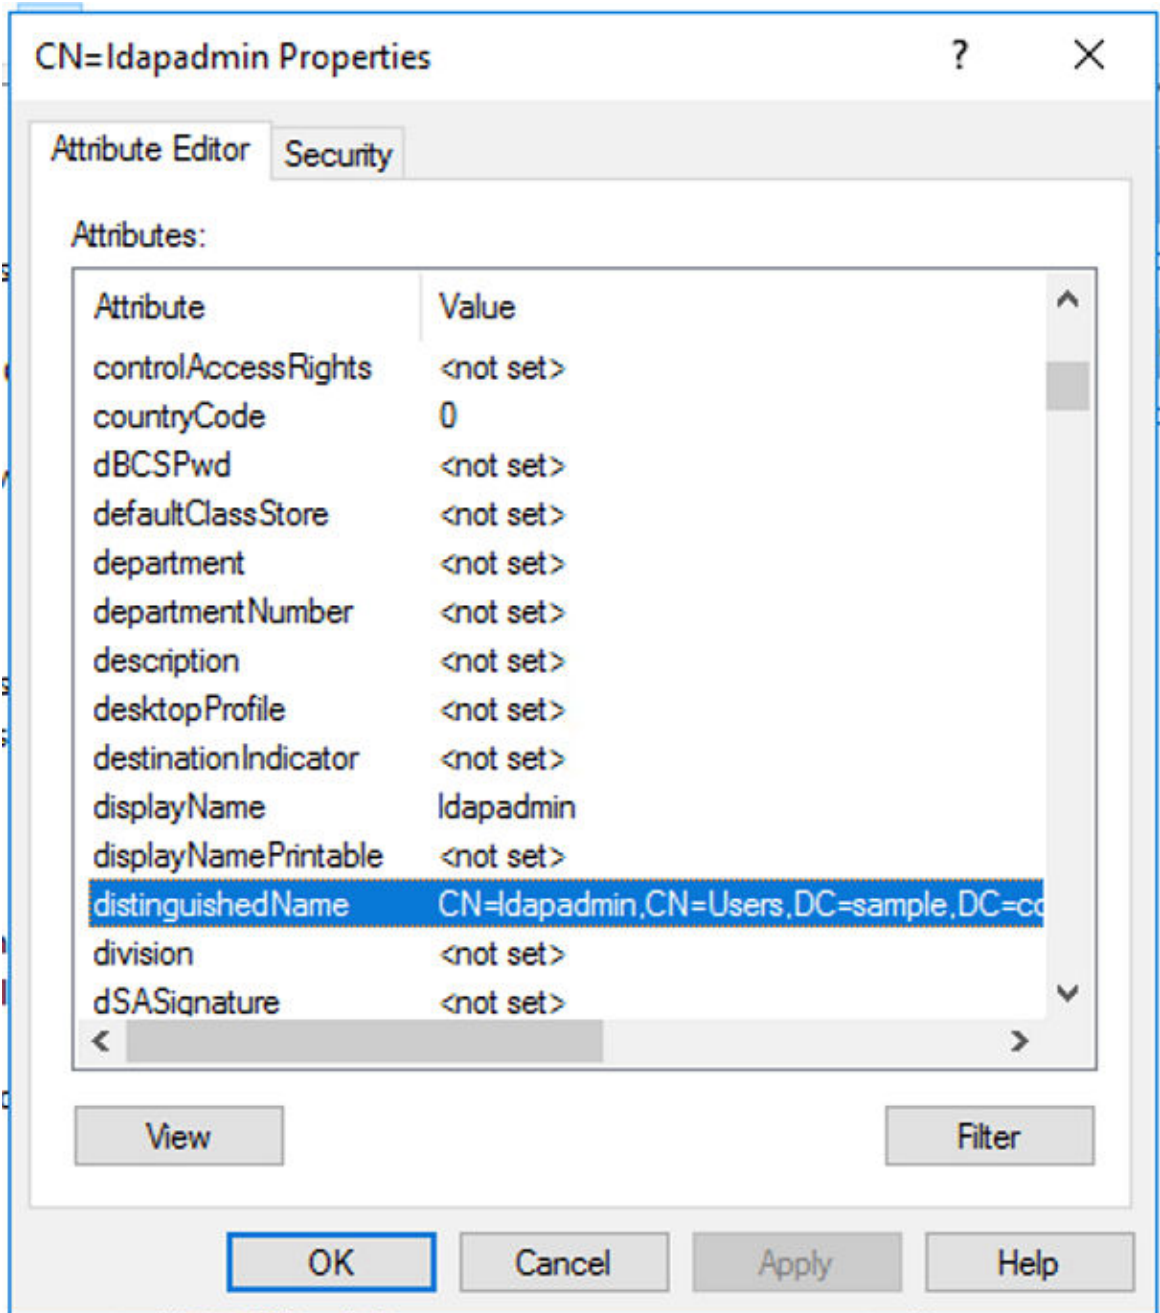 CN=ldapadmin Properties
Attribute Editor Security
Attributes:
Attribute Value
controlAccessRights <not set>
countryCode 0
dBCSPwd <not set>
defaultClassStore <not set>
department <not set>
departmentNumber <not set>
description <not set>
desktopProfile <not set>
destinationIndicator <not set>
displayName ldapadmin
displayNamePrintable <not set>
distinguishedName CN=ldapadmin,CN=Users,DC=sample,DC=co
division <not set>
dSASignature <not set>
View Filter
OK Cancel Apply Help